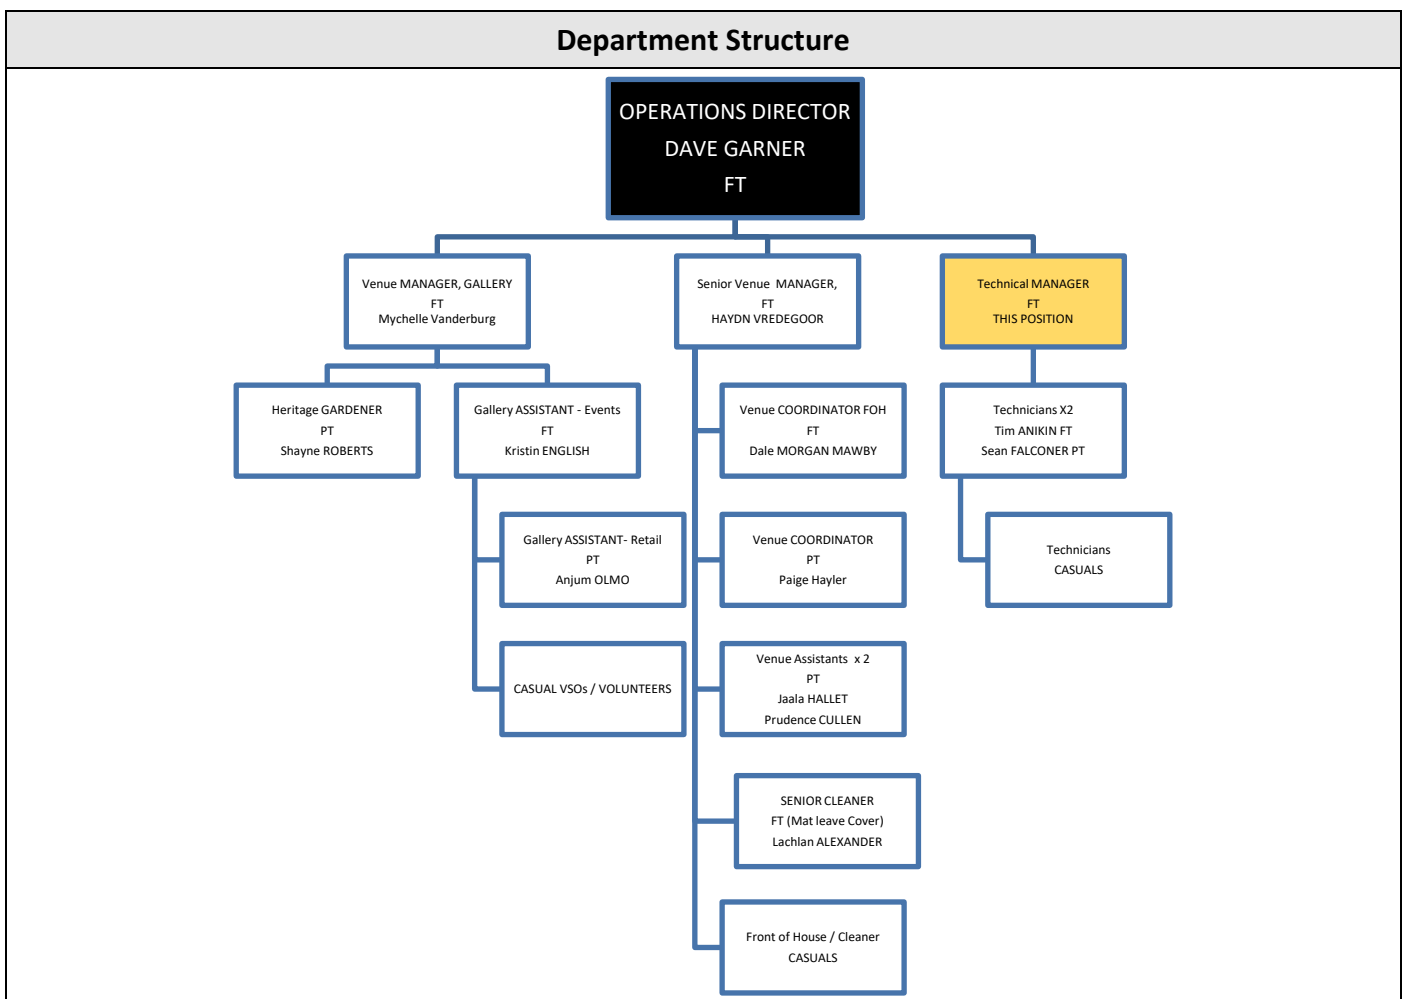 Department Structure
OPERATIONS DIRECTOR
DAVE GARNER
FT
Venue MANAGER, GALLERY
FT
Mychelle Vanderburg
Senior Venue MANAGER,
FT
HAYDN VREDEGOOR
Technical MANAGER
FT
THIS POSITION
Heritage GARDENER
PT
Shayne ROBERTS
Gallery ASSISTANT - Events
FT
Kristin ENGLISH
Venue COORDINATOR FOH
FT
Dale MORGAN MAWBY
Technicians X2
Tim ANIKIN FT
Sean FALCONER PT
Gallery ASSISTANT- Retail
PT
Anjum OLMO
Venue COORDINATOR
PT
Paige Hayler
Technicians
CASUALS
CASUAL VSOs / VOLUNTEERS
Venue Assistants x 2
PT
Jaala HALLET
Prudence CULLEN
SENIOR CLEANER
FT (Mat leave Cover)
Lachlan ALEXANDER
Front of House / Cleaner
CASUALS